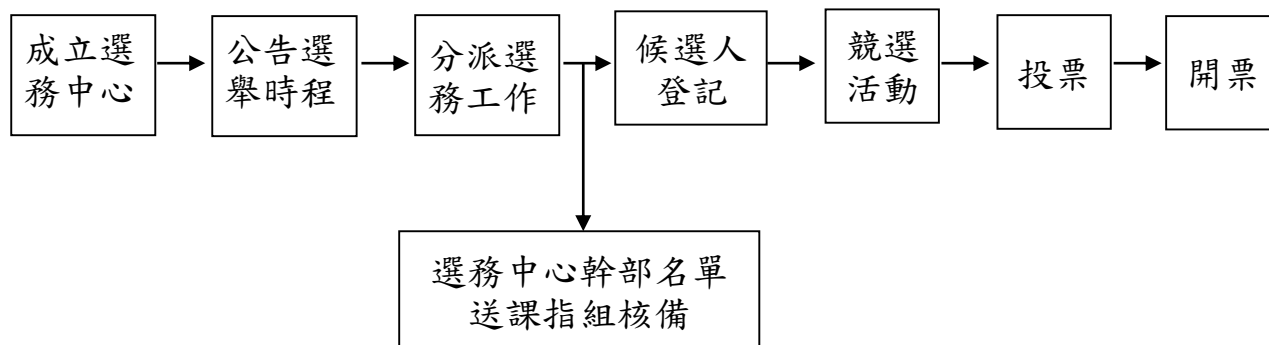 成立選
務中心
公告選
舉時程
分派選
務工作
候選人
登記
競選
活動
投票
開票
選務中心幹部名單
送課指組核備